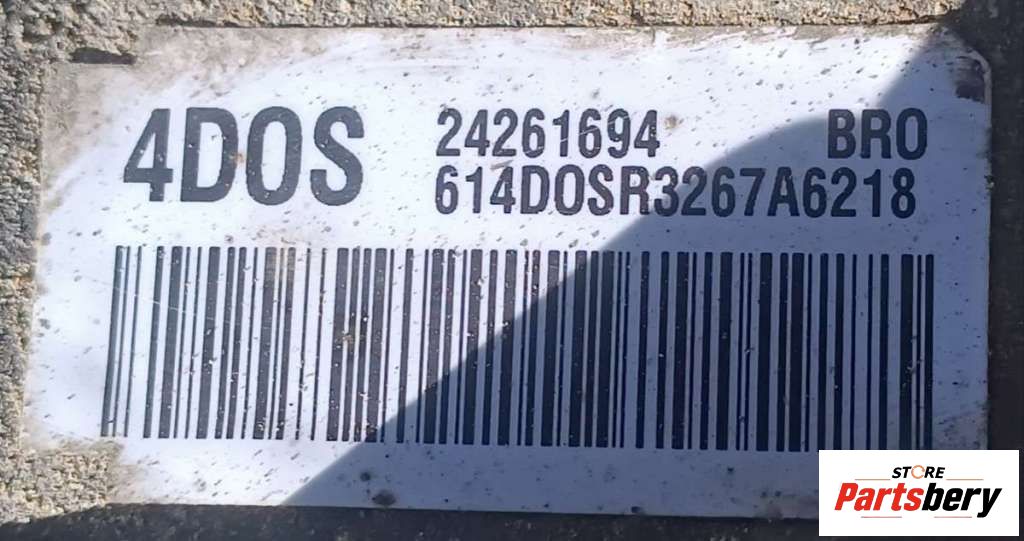 4DOS 24261694 BRO
614DOSR3267A6218
STORE
Partsbery